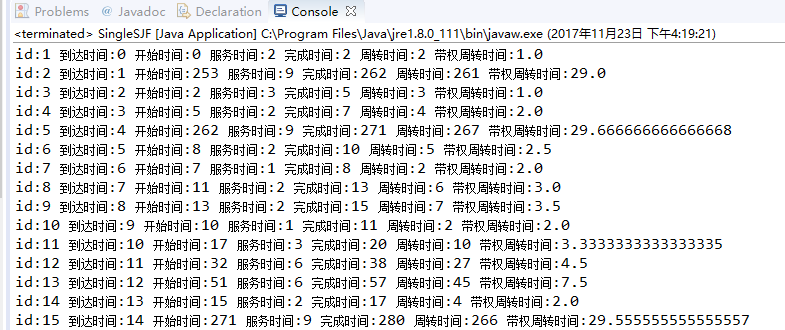 Problems @ Javadoc Declaration Console
<terminated> SingleSJF [Java Application] C:\Program Files\Java\jre1.8.0_111\bin\javaw.exe (2017年11月23日 下午4:19:21)
id:1 到达时间:0 开始时间:0 服务时间:2 完成时间:2 周转时间:2 带权周转时间:1.0
id:2 到达时间:1 开始时间:253 服务时间:9 完成时间:262 周转时间:261 带权周转时间:29.0
id:3 到达时间:2 开始时间:2 服务时间:3 完成时间:5 周转时间:3 带权周转时间:1.0
id:4 到达时间:3 开始时间:5 服务时间:2 完成时间:7 周转时间:4 带权周转时间:2.0
id:5 到达时间:4 开始时间:262 服务时间:9 完成时间:271 周转时间:267 带权周转时间:29.666666666666668
id:6 到达时间:5 开始时间:8 服务时间:2 完成时间:10 周转时间:5 带权周转时间:2.5
id:7 到达时间:6 开始时间:7 服务时间:1 完成时间:8 周转时间:2 带权周转时间:2.0
id:8 到达时间:7 开始时间:11 服务时间:2 完成时间:13 周转时间:6 带权周转时间:3.0
id:9 到达时间:8 开始时间:13 服务时间:2 完成时间:15 周转时间:7 带权周转时间:3.5
id:10 到达时间:9 开始时间:10 服务时间:1 完成时间:11 周转时间:2 带权周转时间:2.0
id:11 到达时间:10 开始时间:17 服务时间:3 完成时间:20 周转时间:10 带权周转时间:3.3333333333333335
id:12 到达时间:11 开始时间:32 服务时间:6 完成时间:38 周转时间:27 带权周转时间:4.5
id:13 到达时间:12 开始时间:51 服务时间:6 完成时间:57 周转时间:45 带权周转时间:7.5
id:14 到达时间:13 开始时间:15 服务时间:2 完成时间:17 周转时间:4 带权周转时间:2.0
id:15 到达时间:14 开始时间:271 服务时间:9 完成时间:280 周转时间:266 带权周转时间:29.555555555555557